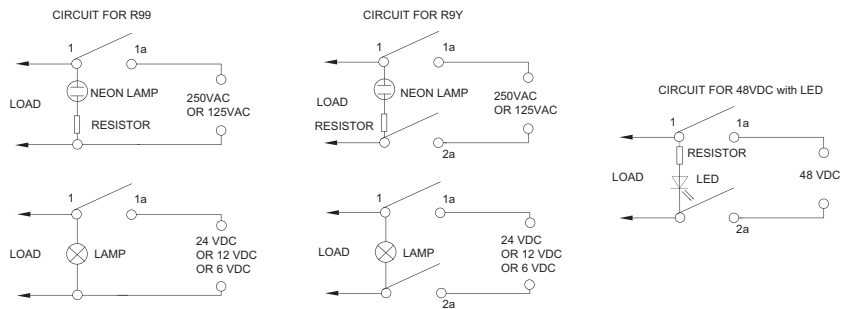 CIRCUIT FOR R99
1
1a
LOAD
NEON LAMP
250VAC
OR 125VAC
RESISTOR
1
1a
LOAD
LAMP
24 VDC
OR 12 VDC
OR 6 VDC
CIRCUIT FOR R9Y
1
1a
LOAD
NEON LAMP
250VAC
OR 125VAC
RESISTOR
2a
1
1a
LOAD
LAMP
24 VDC
OR 12 VDC
OR 6 VDC
2a
CIRCUIT FOR 48VDC with LED
1
1a
RESISTOR
LOAD
LED
48 VDC
2a